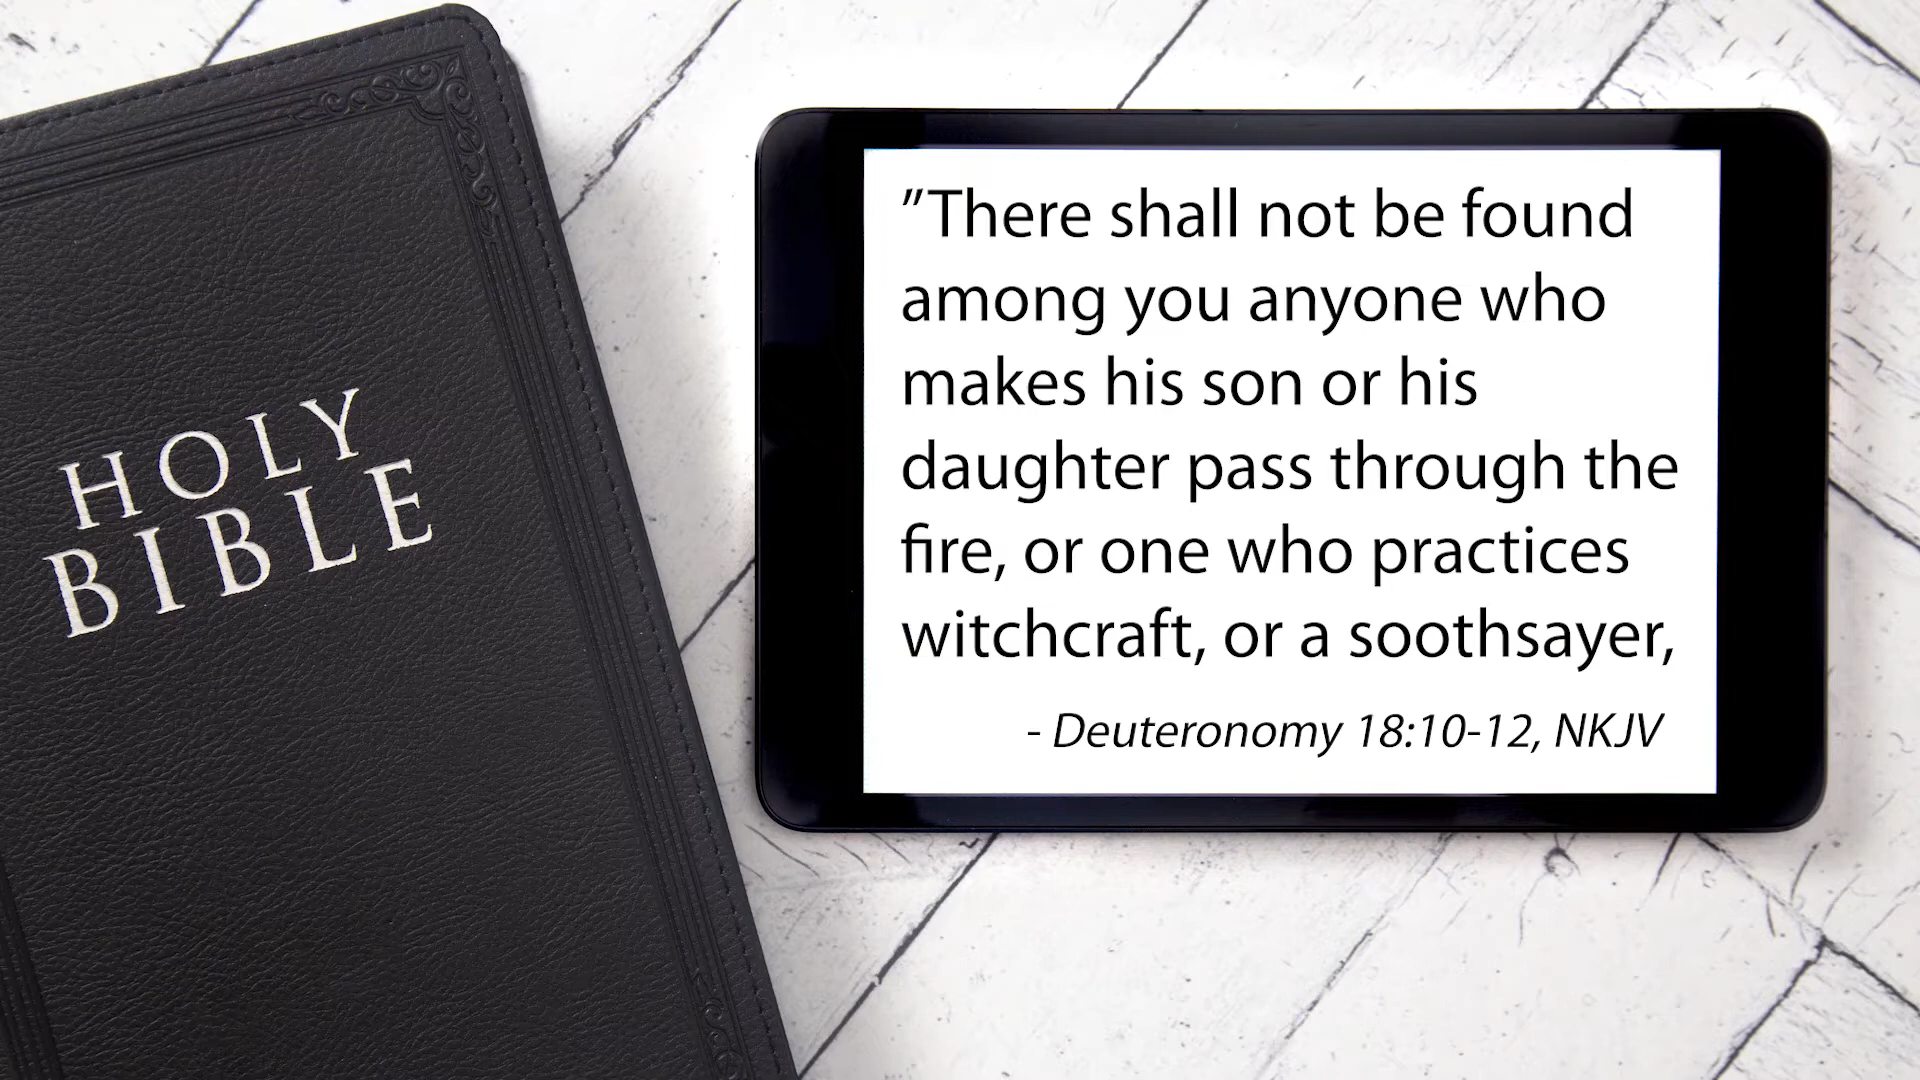 HOLY
BIBLE
"There shall not be found
among you anyone who
makes his son or his
daughter pass through the
fire, or one who practices
witchcraft, or a soothsayer,
- Deuteronomy 18:10-12, NKJV